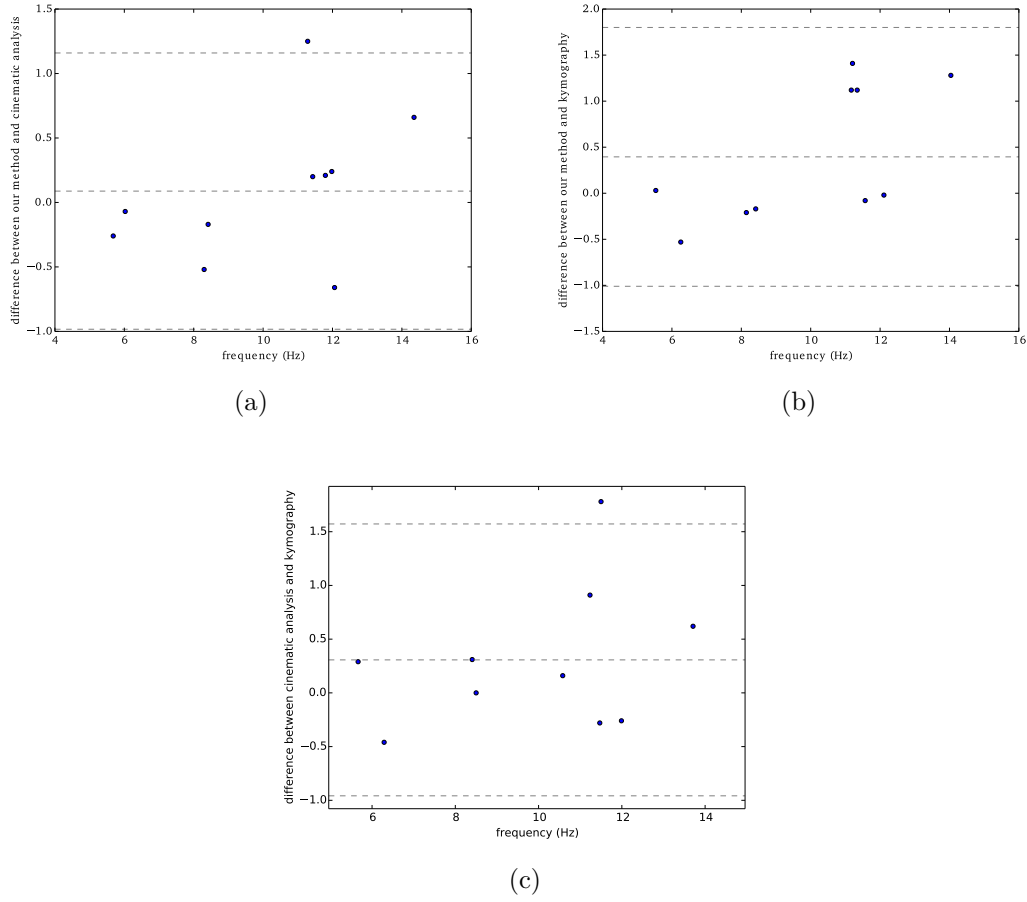 difference between our method and cinematic analysis
1.5
1.0
0.5
0.0
−0.5
−1.0
4 6 8 10 12 14 16
frequency (Hz)
(a)
difference between our method and kymography
2.0
1.5
1.0
0.5
0.0
−0.5
−1.0
−1.5
4 6 8 10 12 14 16
frequency (Hz)
(b)
difference between cinematic analysis and kymography
1.5
1.0
0.5
0.0
−0.5
−1.0
6 8 10 12 14
frequency (Hz)
(c)